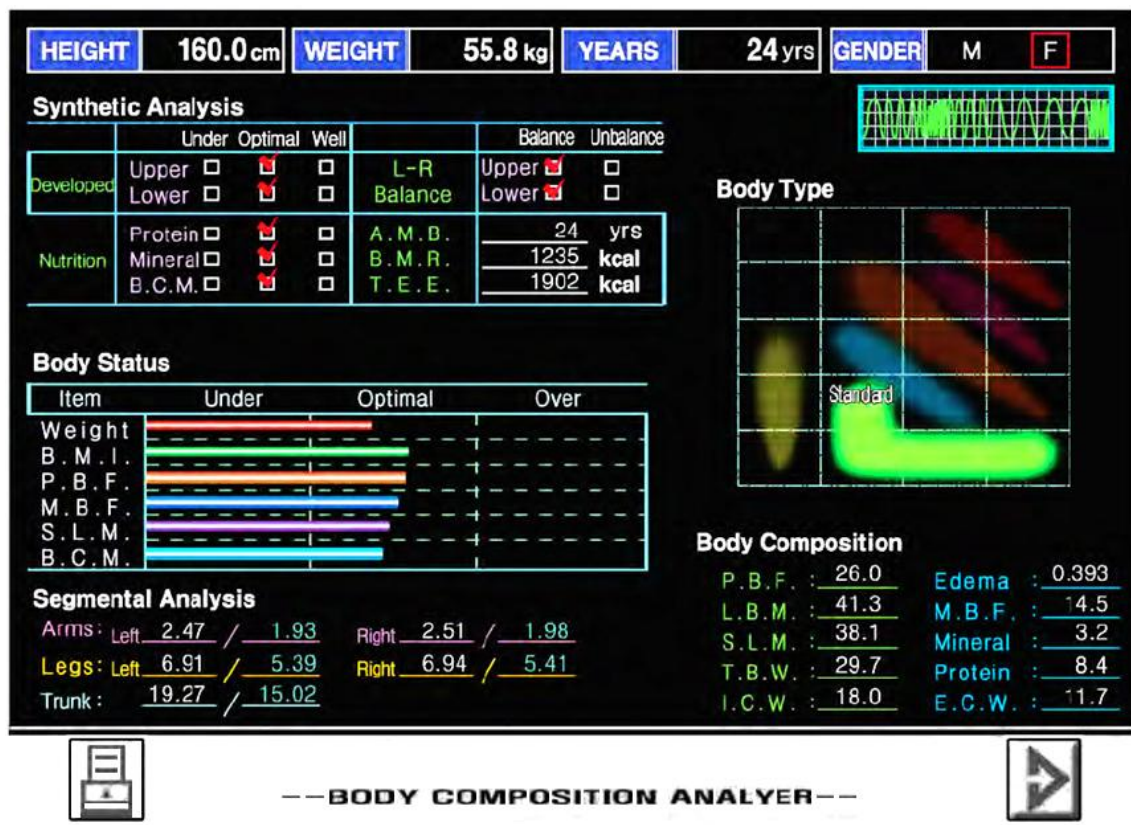 HEIGHT 160.0 cm WEIGHT 55.8 kg YEARS 24 yrs GENDER M F
Synthetic Analysis
Under Optimal Well Balance Unbalance
Developed Upper L-R Upper
Lower Balance Lower
Protein A.M.B. 24 yrs
Nutrition Mineral B.M.R. 1235 kcal
B.C.M. T.E.E. 1902 kcal
Body Type
Standard
Body Status
Item Under Optimal Over
Weight
B.M.I.
P.B.F.
M.B.F.
S.L.M.
B.C.M.
Segmental Analysis
Arms: Left 2.47 / 1.93 Right 2.51 / 1.98
Legs: Left 6.91 / 5.39 Right 6.94 / 5.41
Trunk: 19.27 / 15.02
Body Composition
P.B.F. : 26.0 Edema : 0.393
L.B.M. : 41.3 M.B.F. : 14.5
S.L.M. : 38.1 Mineral : 3.2
T.B.W. : 29.7 Protein : 8.4
I.C.W. : 18.0 E.C.W. : 11.7
--BODY COMPOSITION ANALYER--